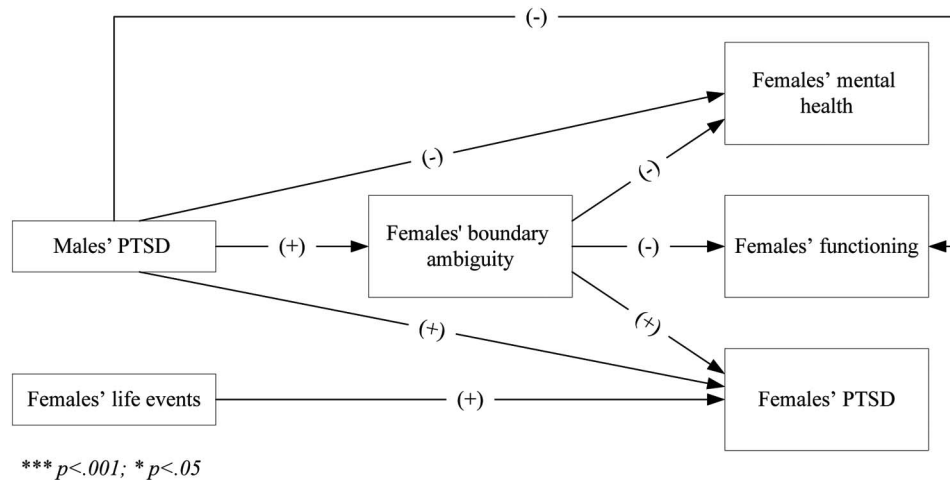 (-)
Females’ mental
health
(-)
(-)
Males’ PTSD
(+)
Females' boundary
ambiguity
(-)
Females’ functioning
(+)
(+)
Females’ life events
(+)
Females’ PTSD
*** p<.001; * p<.05